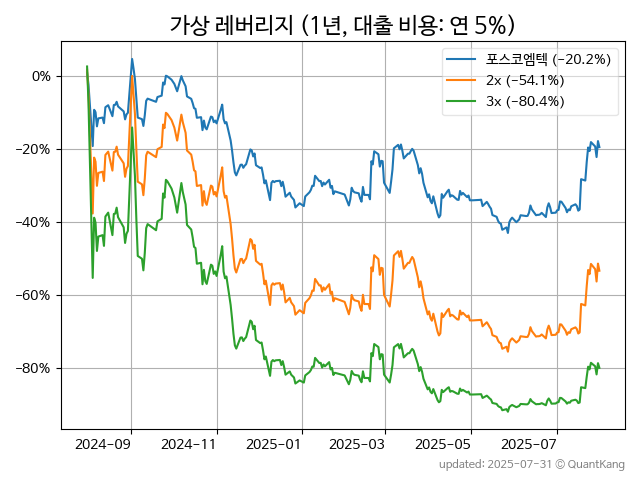 가상 레버리지 (1년, 대출 비용: 연 5%)
포스코엠텍 (−20.2%)
2x (−54.1%)
3x (−80.4%)
0%
−20%
−40%
−60%
−80%
2024-09
2024-11
2025-01
2025-03
2025-05
2025-07
updated: 2025-07-31 © QuantKang